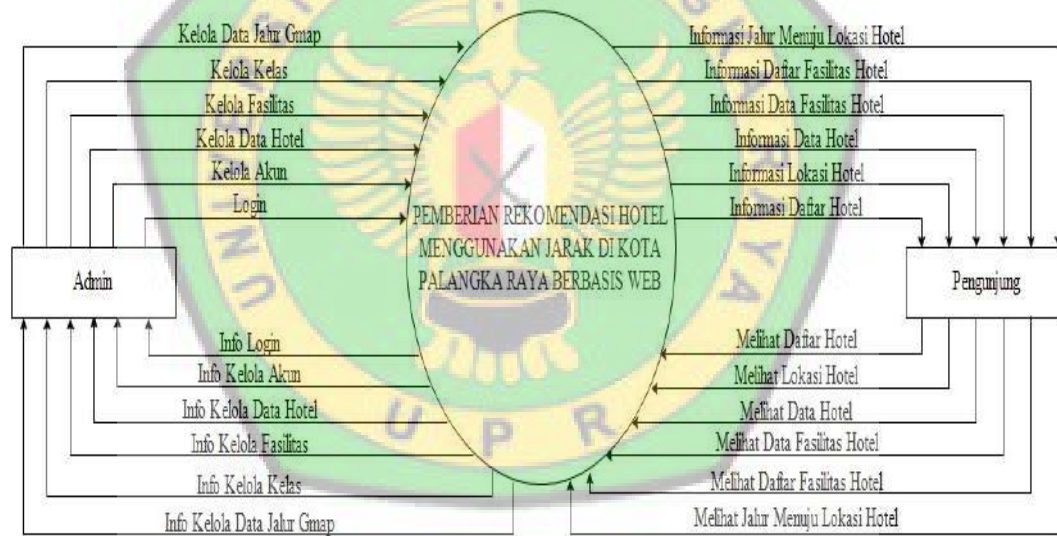 Kelola Data Jalur Gmap
Kelola Kelas
Kelola Fasilitas
Kelola Data Hotel
Kelola Akun
Login
Informasi Jalur Menuju Lokasi Hotel
Informasi Daftar Fasilitas Hotel
Informasi Data Fasilitas Hotel
Informasi Data Hotel
Informasi Lokasi Hotel
Informasi Daftar Hotel
PEMBERIAN REKOMENDASI HOTEL
MENGGUNAKAN JARAK DI KOTA
PALANGKA RAYA BERBASIS WEB
Admin
Pengunjung
Info Login
Info Kelola Akun
Info Kelola Data Hotel
Info Kelola Fasilitas
Info Kelola Kelas
Info Kelola Data Jalur Gmap
Melihat Daftar Hotel
Melihat Lokasi Hotel
Melihat Data Hotel
Melihat Data Fasilitas Hotel
Melihat Daftar Fasilitas Hotel
Melihat Jalur Menuju Lokasi Hotel
U P R